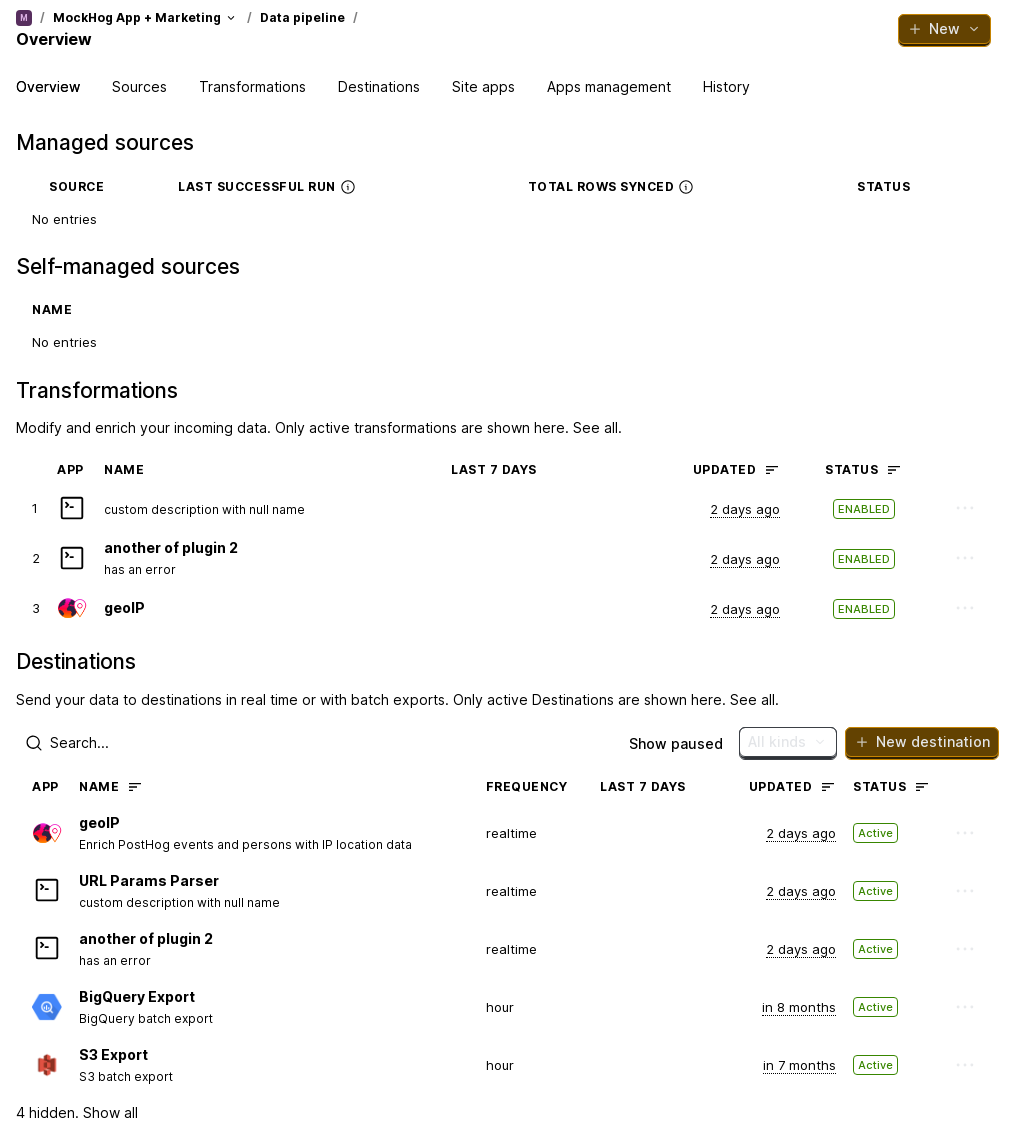 M / MockHog App + Marketing / Data pipeline /
Overview
New
Overview Sources Transformations Destinations Site apps Apps management History
Managed sources
SOURCE LAST SUCCESSFUL RUN TOTAL ROWS SYNCED STATUS
No entries
Self-managed sources
NAME
No entries
Transformations
Modify and enrich your incoming data. Only active transformations are shown here. See all.
APP NAME LAST 7 DAYS UPDATED STATUS
1 custom description with null name 2 days ago ENABLED
2 another of plugin 2 2 days ago ENABLED
has an error
3 geoIP 2 days ago ENABLED
Destinations
Send your data to destinations in real time or with batch exports. Only active Destinations are shown here. See all.
Search... Show paused All kinds New destination
APP NAME FREQUENCY LAST 7 DAYS UPDATED STATUS
geoIP realtime 2 days ago Active
Enrich PostHog events and persons with IP location data
URL Params Parser realtime 2 days ago Active
custom description with null name
another of plugin 2 realtime 2 days ago Active
has an error
BigQuery Export hour in 8 months Active
BigQuery batch export
S3 Export hour in 7 months Active
S3 batch export
4 hidden. Show all